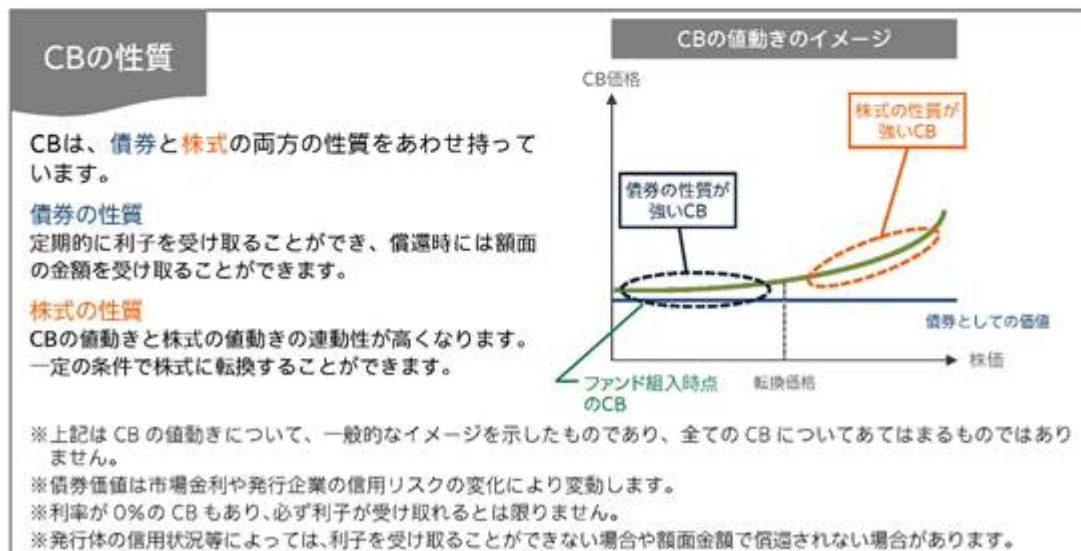 CBの性質
CBは、債券と株式の両方の性質をあわせ持って
います。
債券の性質
定期的に利子を受け取ることができ、償還時には額面
の金額を受け取ることができます。
株式の性質
CBの値動きと株式の値動きの連動性が高くなります。
一定の条件で株式に転換することができます。
CBの値動きのイメージ
CB価格
株式の性質が
強いCB
債券の性質が
強いCB
債券としての価値
株価
転換価格
ファンド組入時点
のCB
※上記は CB の値動きについて、一般的なイメージを示したものであり、全ての CB についてあてはまるものではあり
ません。
※債券価値は市場金利や発行企業の信用リスクの変化により変動します。
※利率が 0%の CB もあり、必ず利子が受け取れるとは限りません。
※発行体の信用状況等によっては、利子を受け取ることができない場合や額面金額で償還されない場合があります。